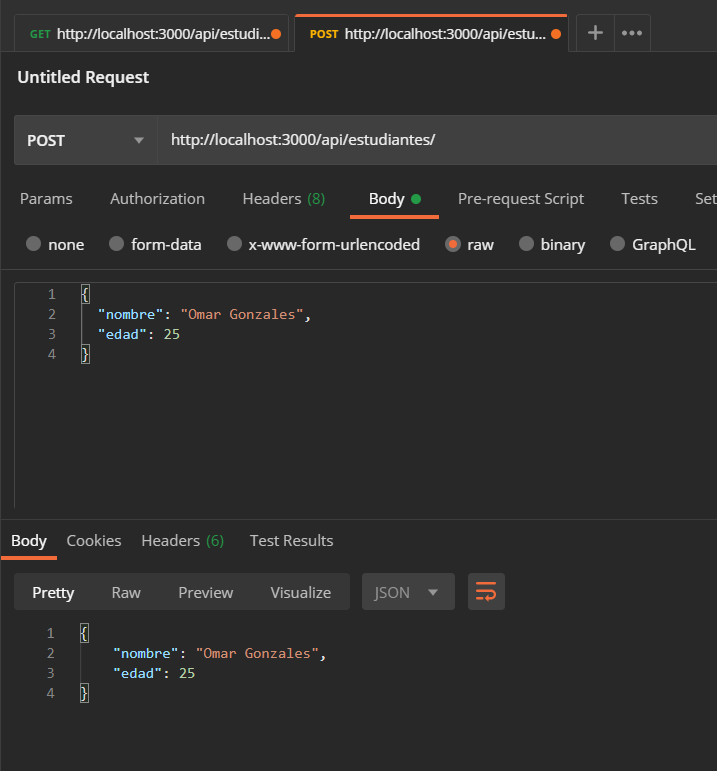 GET http://localhost:3000/api/estudi... POST http://localhost:3000/api/estu...
Untitled Request
POST http://localhost:3000/api/estudiantes/
Params Authorization Headers (8) Body Pre-request Script Tests Set
none form-data x-www-form-urlencoded raw binary GraphQL
1 {
2 "nombre": "Omar Gonzales",
3 "edad": 25
4 }
Body Cookies Headers (6) Test Results
Pretty Raw Preview Visualize JSON
1 {
2 "nombre": "Omar Gonzales",
3 "edad": 25
4 }